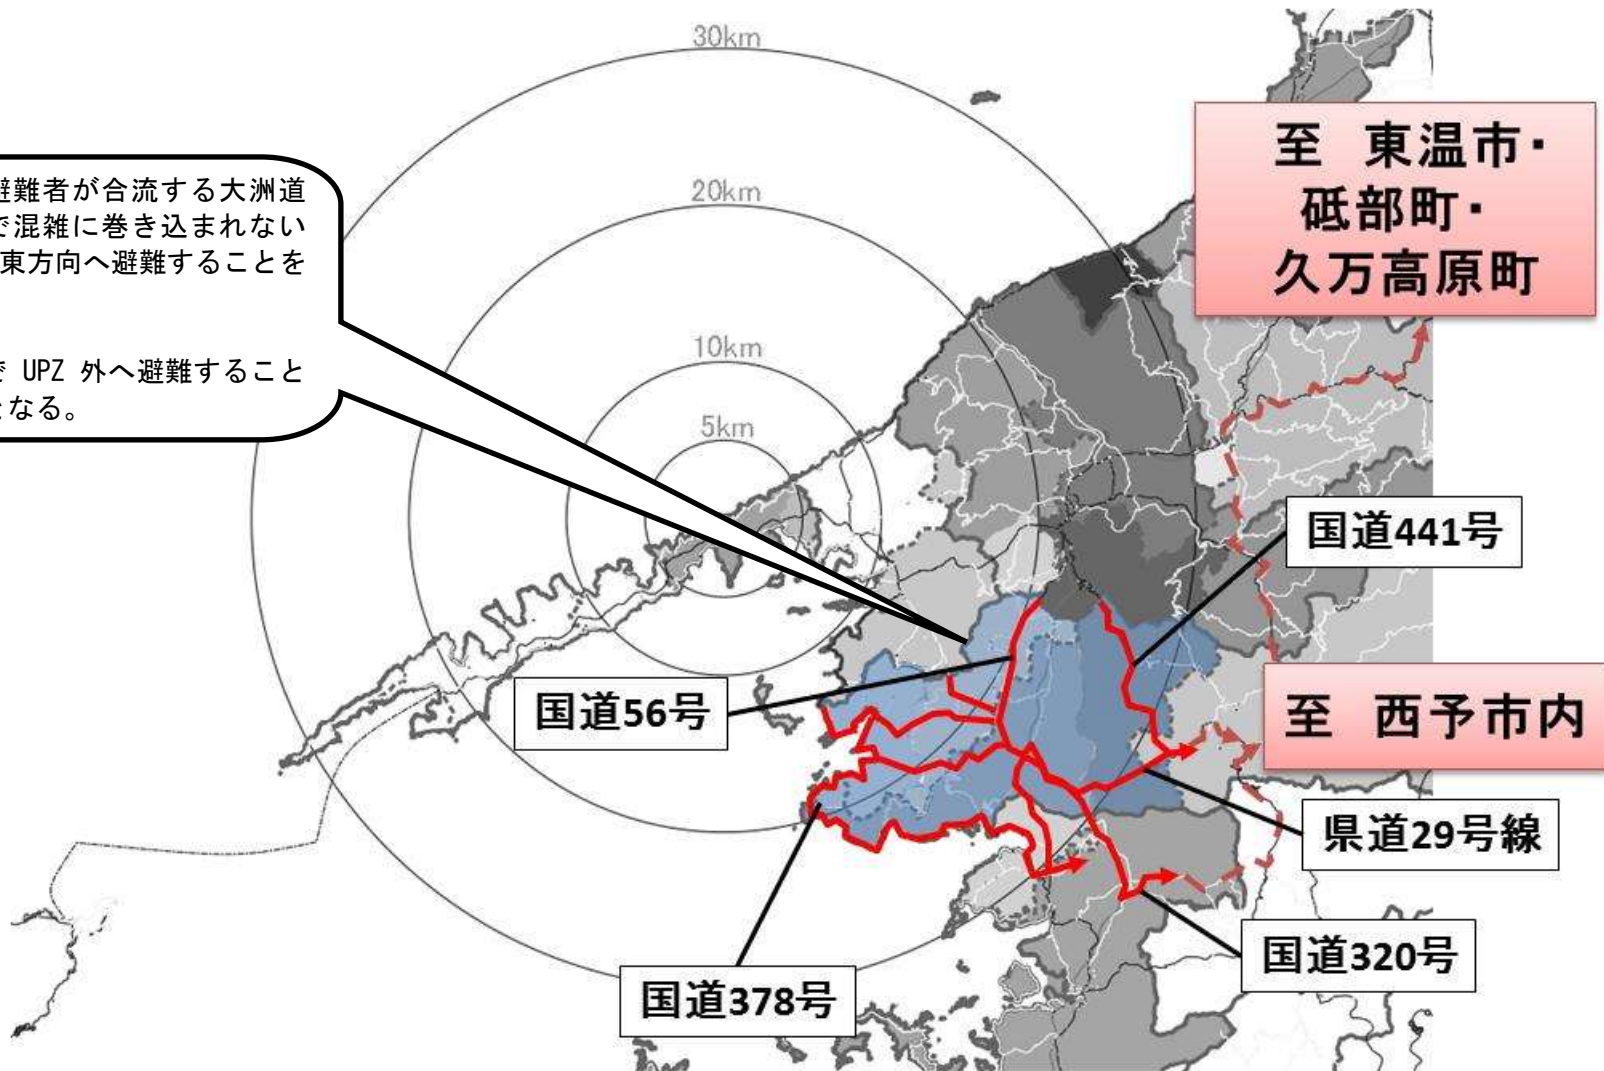 30km
20km
10km
5km
避難者が合流する大洲道
で混雑に巻き込まれない
東方向へ避難することを
で UPZ 外へ避難すること
となる。
至 東温市・
砥部町・
久万高原町
国道441号
国道56号
至 西予市内
県道29号線
国道320号
国道378号